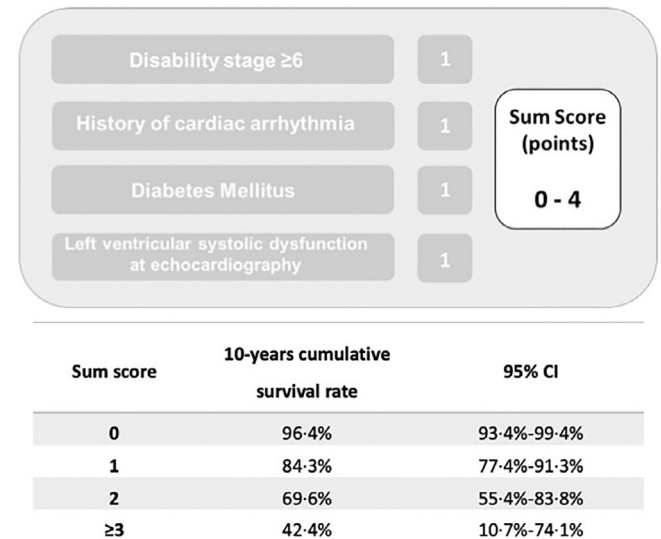 Disability stage ≥6 1
History of cardiac arrhythmia 1
Diabetes Mellitus 1
Left ventricular systolic dysfunction
at echocardiography 1
Sum Score
(points)
0 - 4
Sum score 10-years cumulative survival rate 95% CI
0 96·4% 93·4%-99·4%
1 84·3% 77·4%-91·3%
2 69·6% 55·4%-83·8%
≥3 42·4% 10·7%-74·1%